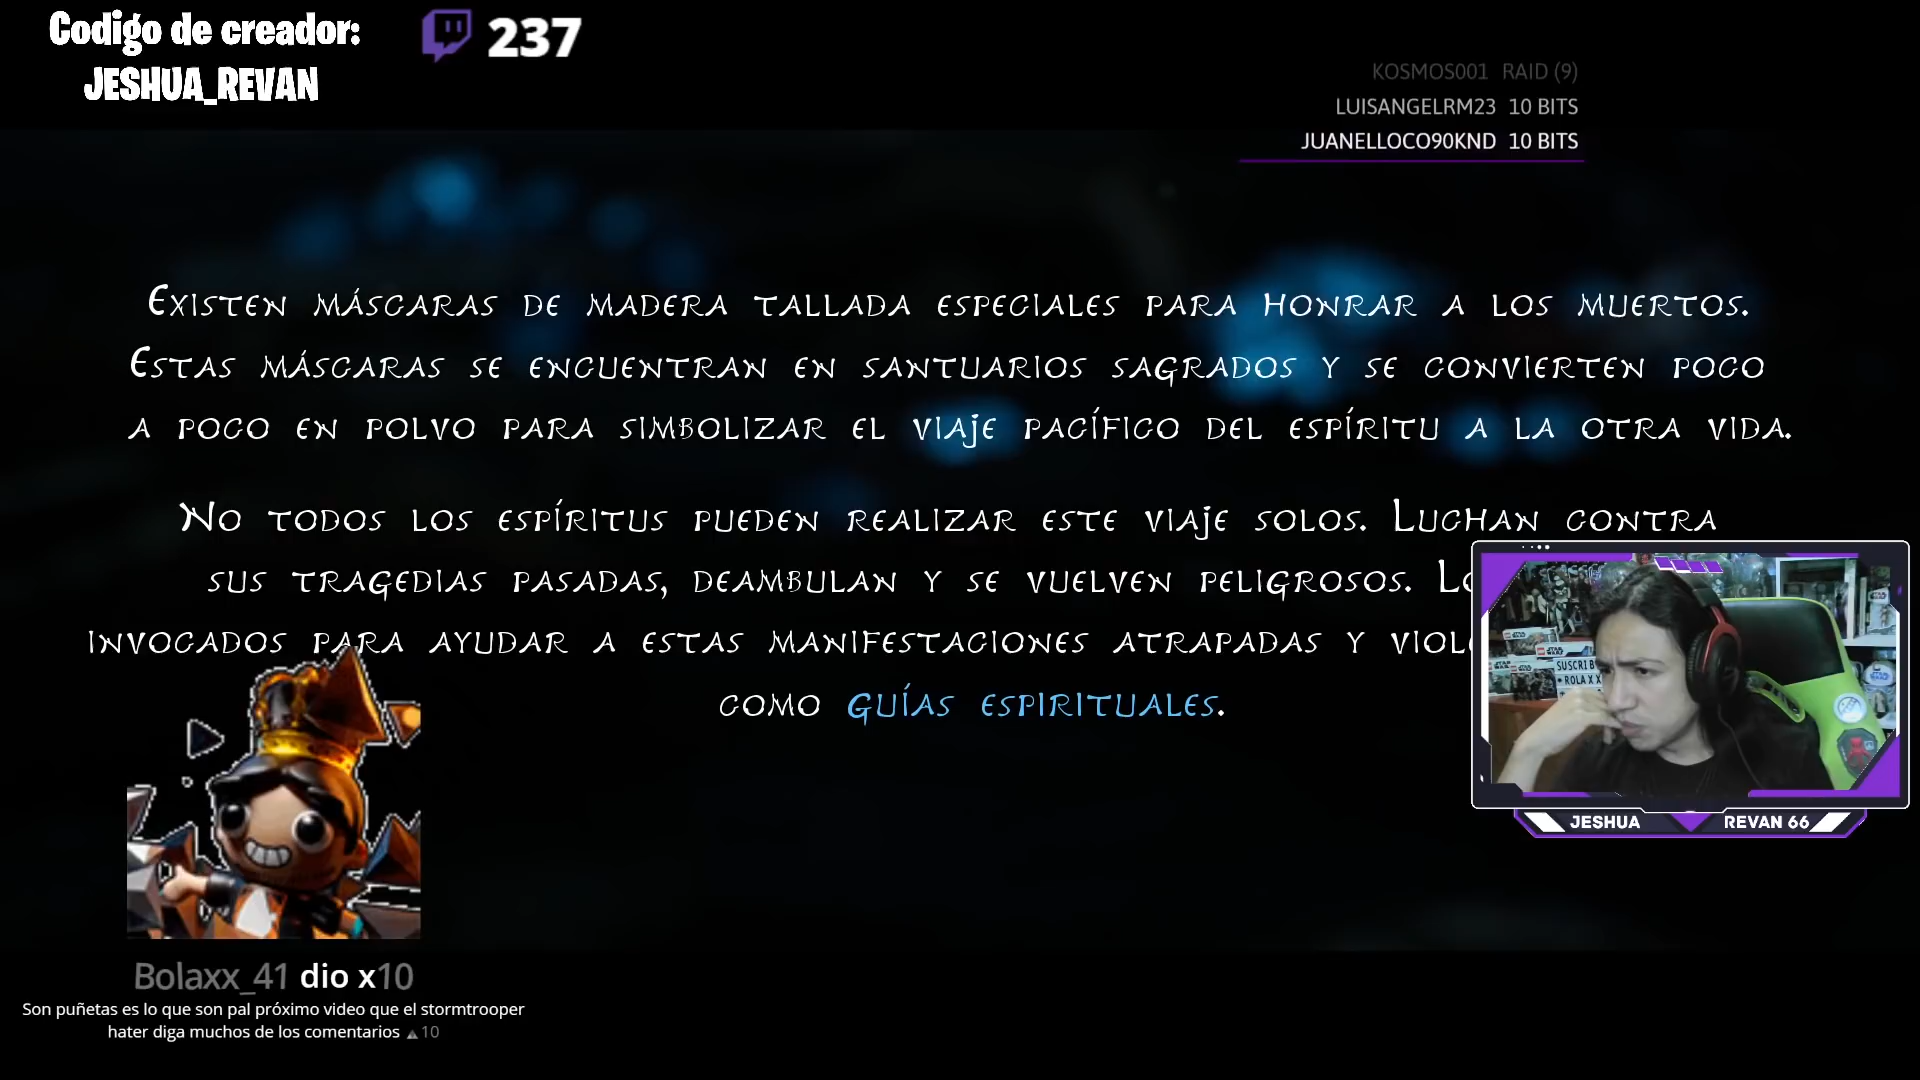 Codigo de creador:
JESHUA_REVAN
237
KOSMOS001 RAID (9)
LUISANGELRM23 10 BITS
JUANELLOCO90KND 10 BITS
Existen máscaras de madera tallada especiales para honrar a los muertos.
Estas máscaras se encuentran en santuarios sagrados y se convierten poco
a poco en polvo para simbolizar el viaje pacífico del espíritu a la otra vida.
No todos los espíritus pueden realizar este viaje solos. Luchan contra
sus tragedias pasadas, deambulan y se vuelven peligrosos.
invocados para ayudar a estas manifestaciones atrapadas y
como guías espirituales.
SUSCRIB
• ROLA X X
STAR WARS
JESHUA REVAN 66
Bolaxx_41 dio x10
Son puñetas es lo que son pal próximo video que el stormtrooper
hater diga muchos de los comentarios 10